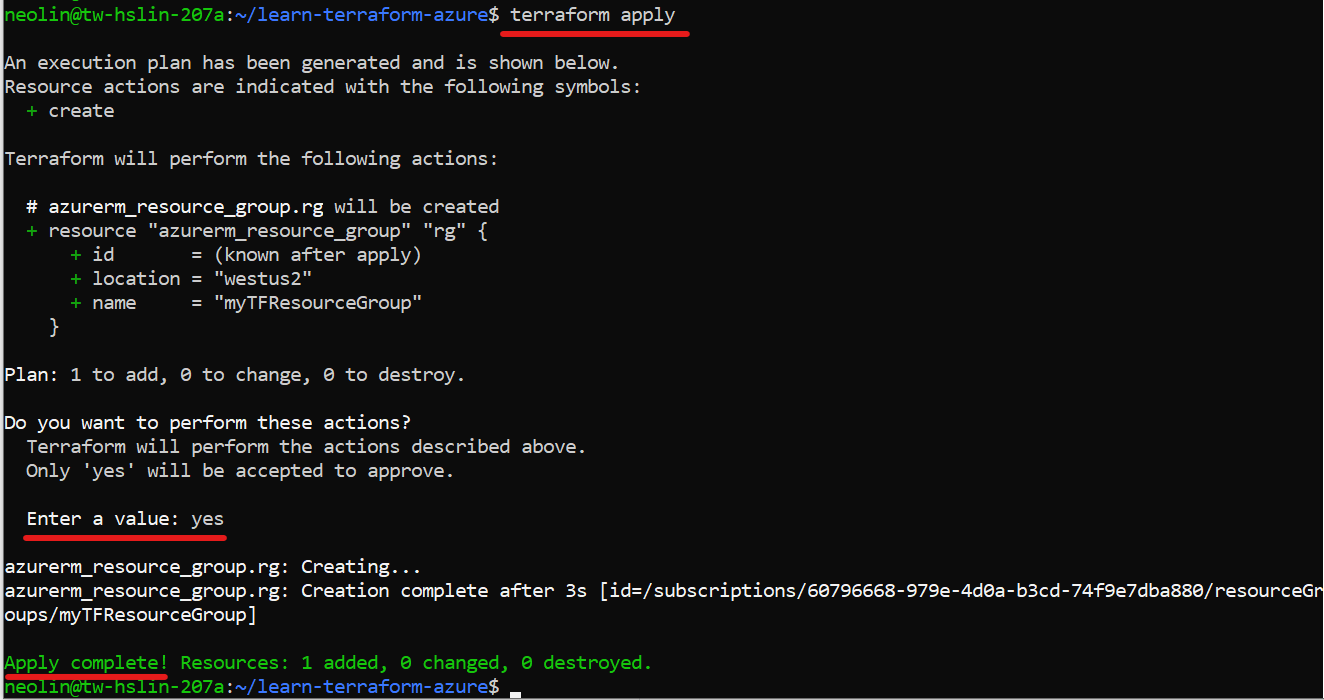 neolin@tw-hslin-207a:~/learn-terraform-azure$ terraform apply
An execution plan has been generated and is shown below.
Resource actions are indicated with the following symbols:
+ create
Terraform will perform the following actions:
# azurerm_resource_group.rg will be created
+ resource "azurerm_resource_group" "rg" {
+ id       = (known after apply)
+ location = "westus2"
+ name     = "myTFResourceGroup"
}
Plan: 1 to add, 0 to change, 0 to destroy.
Do you want to perform these actions?
Terraform will perform the actions described above.
Only 'yes' will be accepted to approve.
Enter a value: yes
azurerm_resource_group.rg: Creating...
azurerm_resource_group.rg: Creation complete after 3s [id=/subscriptions/60796668-979e-4d0a-b3cd-74f9e7dba880/resourceGr
oups/myTFResourceGroup]
Apply complete! Resources: 1 added, 0 changed, 0 destroyed.
neolin@tw-hslin-207a:~/learn-terraform-azure$